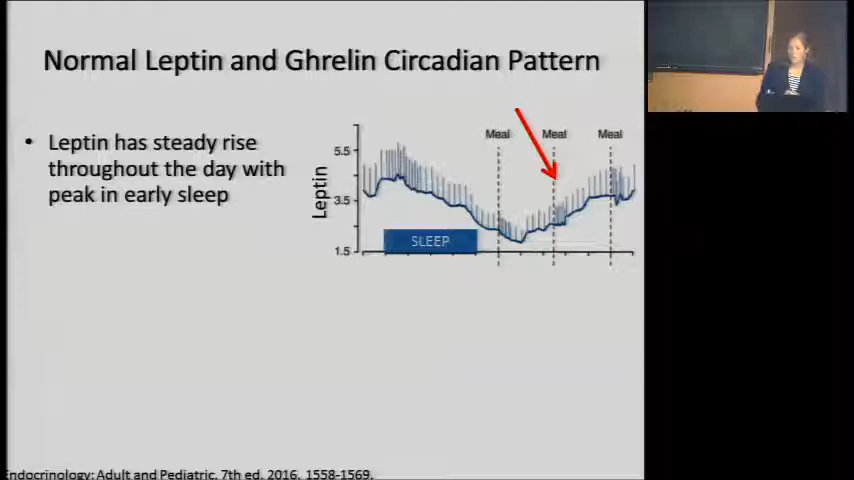 Normal Leptin and Ghrelin Circadian Pattern
• Leptin has steady rise
throughout the day with
peak in early sleep
Meal Meal Meal
Leptin
5.5
3.5
1.5
SLEEP
Endocrinology: Adult and Pediatric. 7th ed. 2016. 1558-1569.